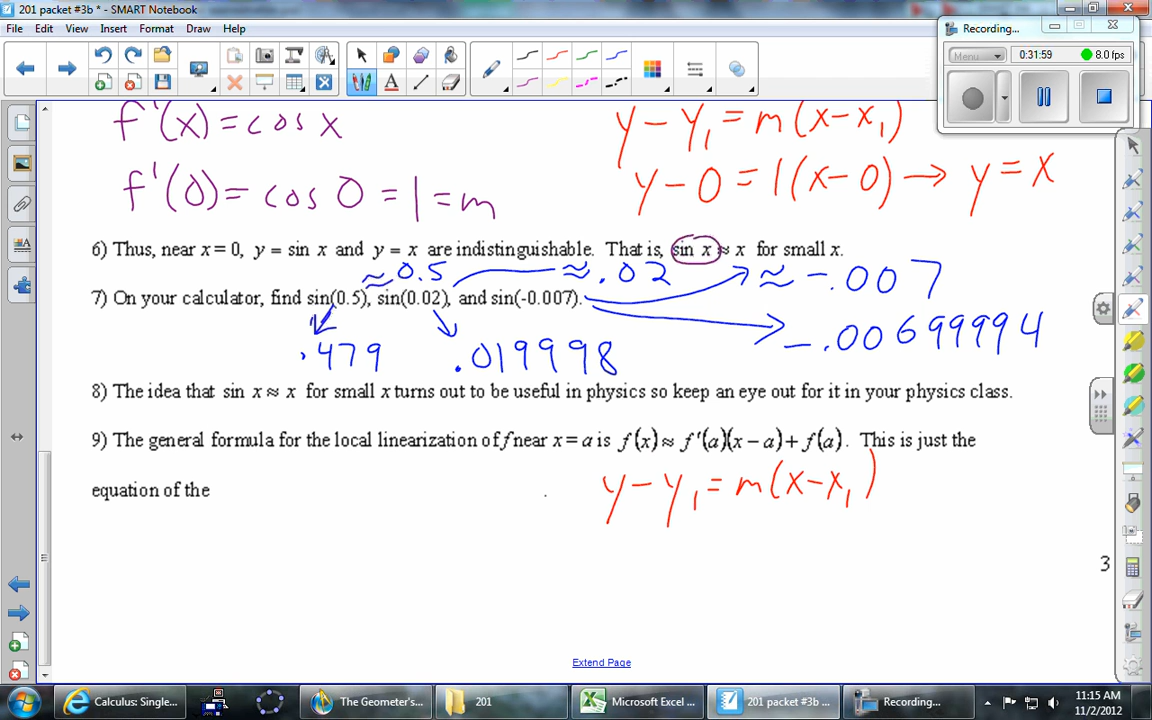 201 packet #3b * - SMART Notebook
File Edit View Insert Format Draw Help
Recording...
Menu
0:31:59
8.0 fps
f'(x) = cos x
y - y₁ = m(x - x₁)
f'(0) = cos 0 = 1 = m
y - 0 = 1(x - 0) → y = x
6) Thus, near x = 0, y = sin x and y = x are indistinguishable. That is, sin x ≈ x for small x.
≈ 0.5
≈ .02
≈ -.007
7) On your calculator, find sin(0.5), sin(0.02), and sin(-0.007).
.479
.019998
-.00699994
8) The idea that sin x ≈ x for small x turns out to be useful in physics so keep an eye out for it in your physics class.
9) The general formula for the local linearization of f near x = a is f(x) ≈ f'(a)(x - a) + f(a). This is just the
equation of the
y - y₁ = m(x - x₁)
3
Extend Page
Calculus: Single...
The Geometer's...
201
Microsoft Excel ...
201 packet #3b ...
Recording...
11:15 AM
11/2/2012